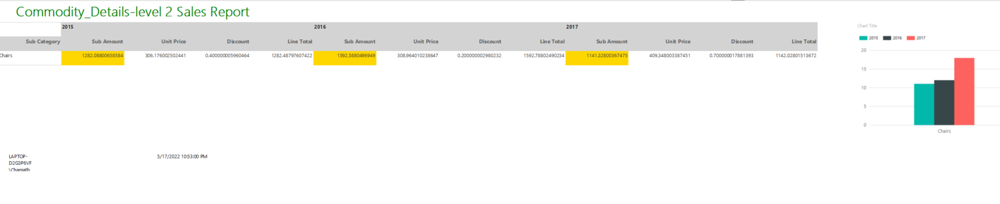 Commodity_Details-level 2 Sales Report
2015 2016 2017
Sub Category Sub Amount Unit Price Discount Line Total Sub Amount Unit Price Discount Line Total Sub Amount Unit Price Discount Line Total
Chairs 1282.08800658584 306.176002502441 0.400000005960464 1282.48797607422 1592.5880496949 308.964010238647 0.200000002980232 1592.78802490234 1141.32800367475 409.348003387451 0.700000017881393 1142.02801513672
Chart Title
2015 2016 2017
20
15
10
5
0
Chairs
LAPTOP- 5/17/2022 10:53:00 PM
D2G3P6VF
\Chamath